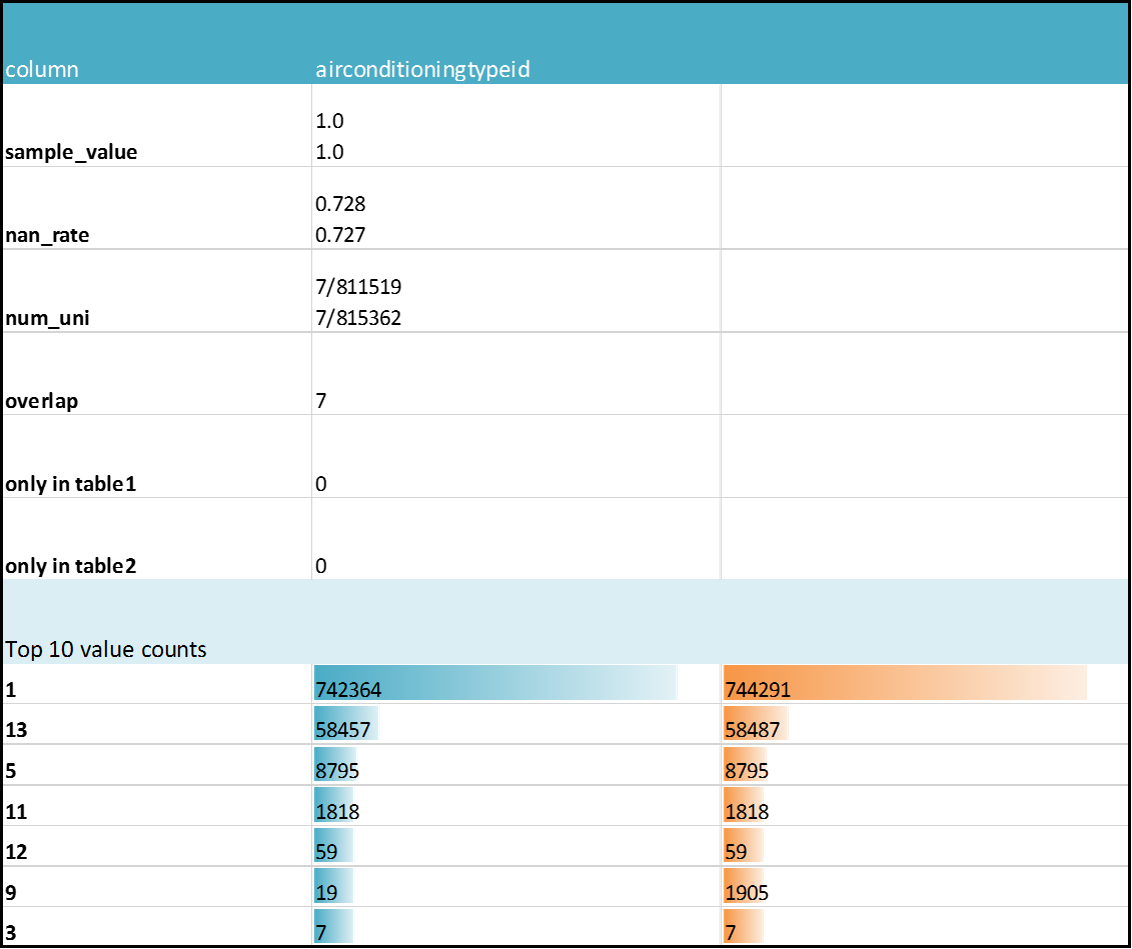 column airconditioningtypeid
1.0
sample_value 1.0
0.728
nan_rate 0.727
7/811519
num_uni 7/815362
overlap 7
only in table1 0
only in table2 0
Top 10 value counts
1 742364 744291
13 58457 58487
5 8795 8795
11 1818 1818
12 59 59
9 19 1905
3 7 7